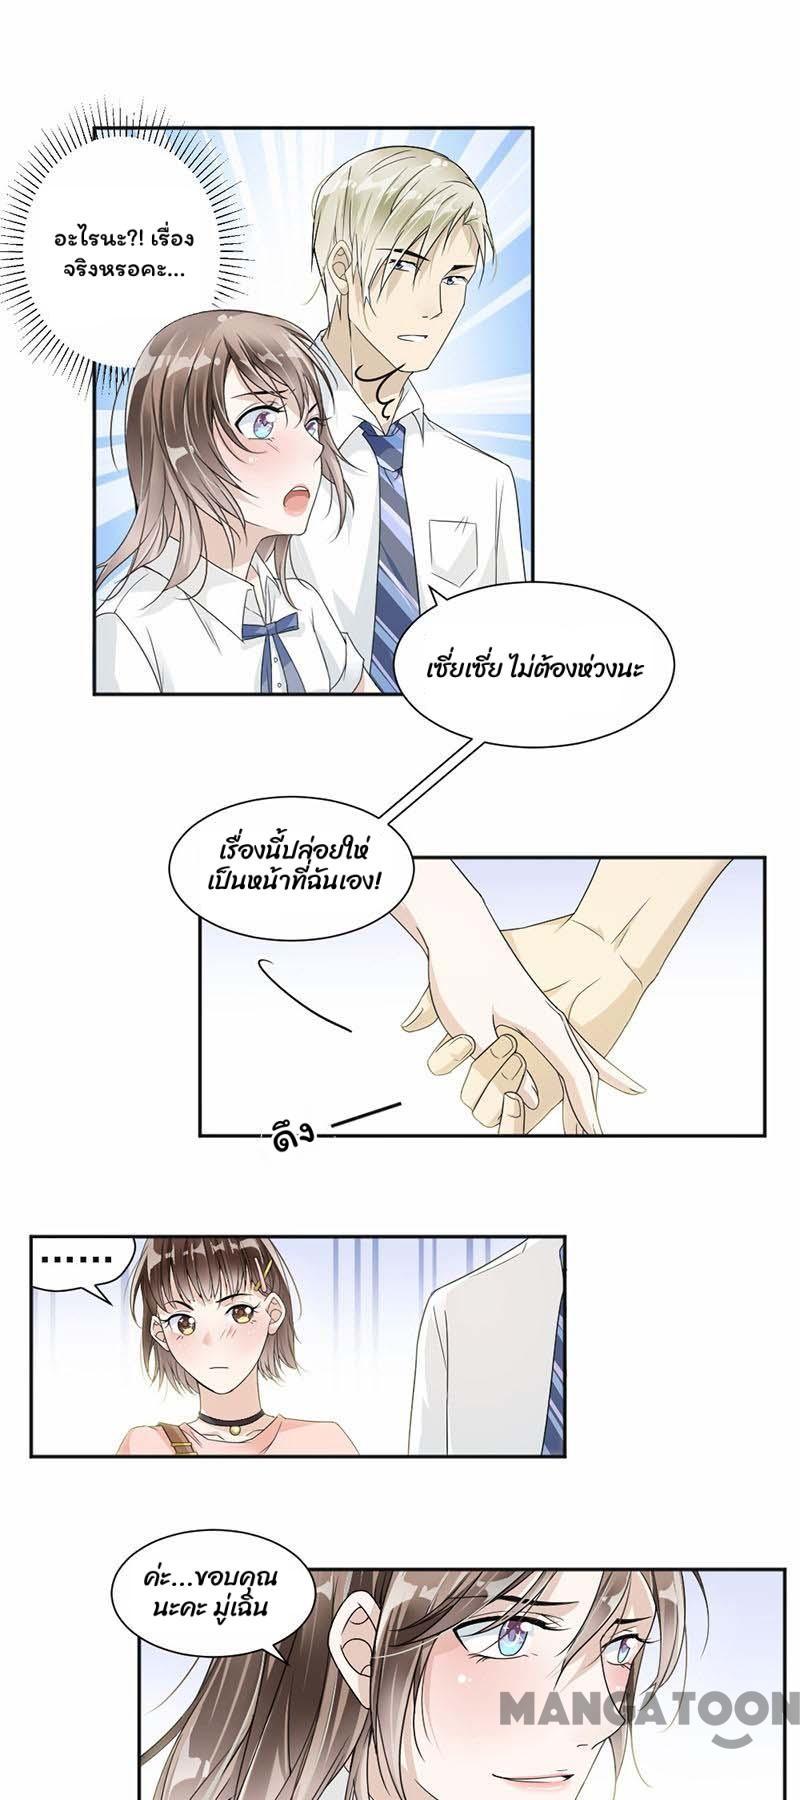 อะไรนะ?! เรื่อง
จริงหรอคะ...
เซี่ยเซี่ย ไม่ต้องห่วงนะ
เรื่องนี้ปล่อยให้
เป็นหน้าที่ฉันเอง!
ดึง
......
ค่ะ...ขอบคุณ
นะคะ มู่เฉิน
MANGATOON